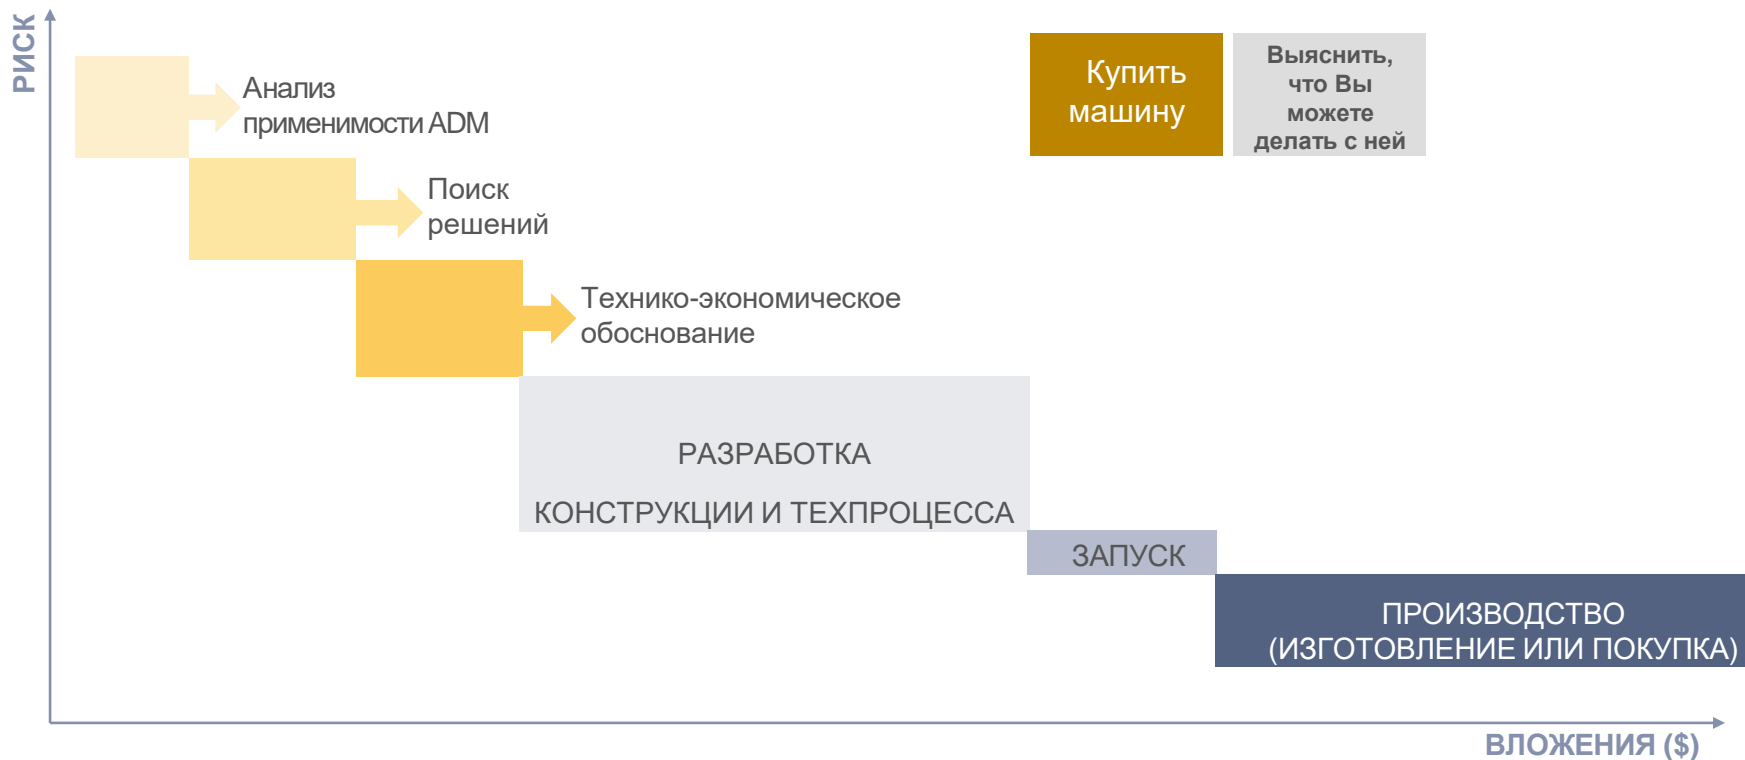 РИСК
Анализ
применимости ADM
Купить
машину
Выяснить,
что Вы
можете
делать с ней
Поиск
решений
Технико-экономическое
обоснование
РАЗРАБОТКА
КОНСТРУКЦИИ И ТЕХПРОЦЕССА
ЗАПУСК
ПРОИЗВОДСТВО
(ИЗГОТОВЛЕНИЕ ИЛИ ПОКУПКА)
ВЛОЖЕНИЯ ($)